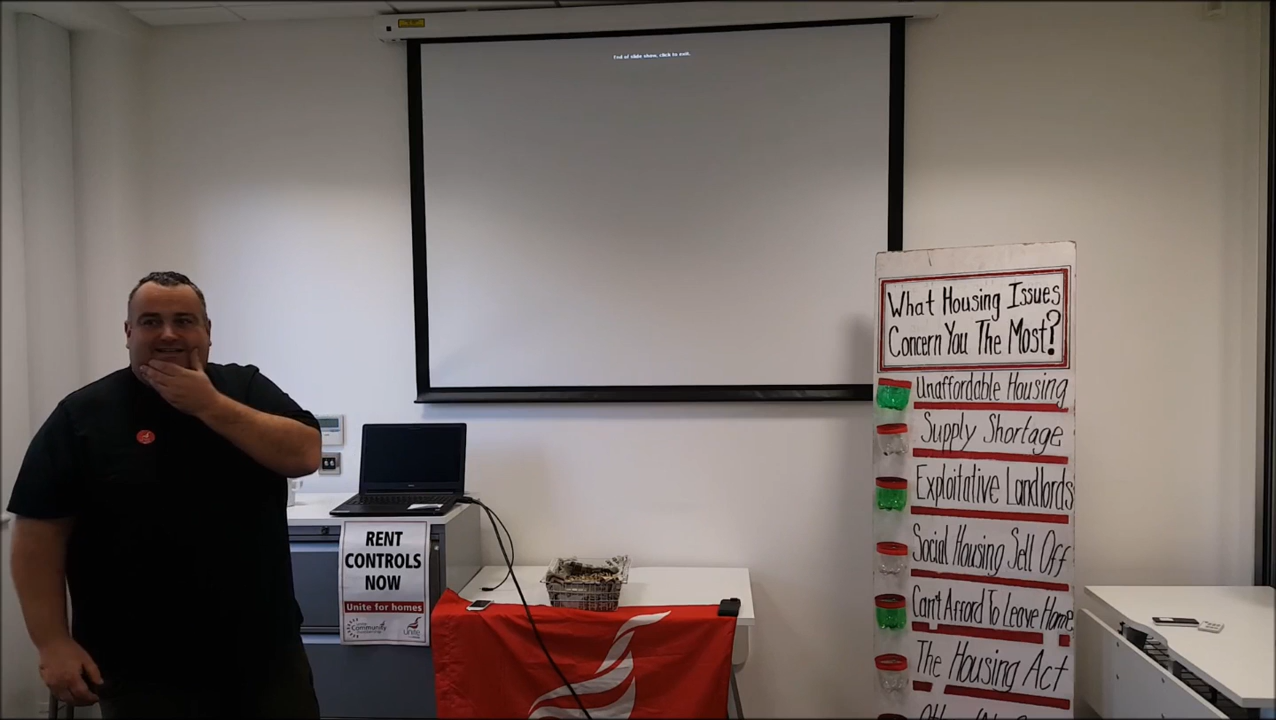 End of slide show, click to exit.
What Housing Issues
Concern You The Most?
Unaffordable Housing
Supply Shortage
Exploitative Landlords
Social Housing Sell Off
Can't Afford To Leave Home
The Housing Act
RENT
CONTROLS
NOW
Unite for homes
Community
unite